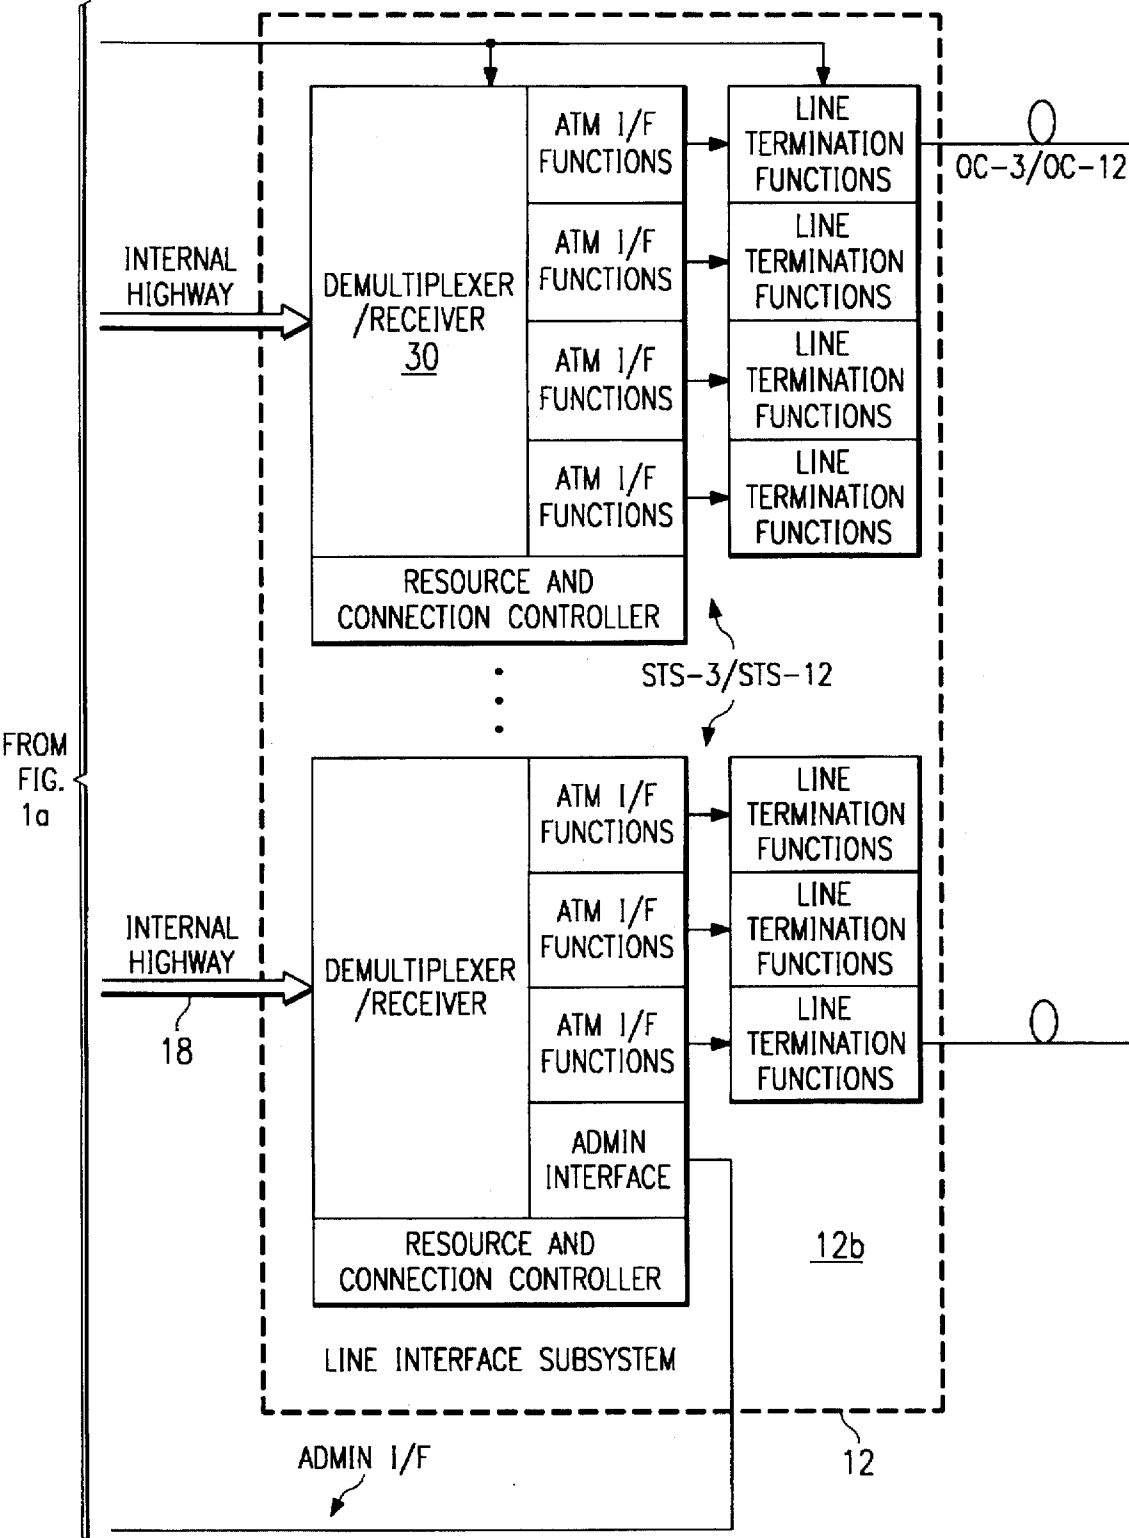 ATM I/F
FUNCTIONS
LINE
TERMINATION
FUNCTIONS
OC-3/OC-12
INTERNAL
HIGHWAY
DEMULTIPLEXER
/RECEIVER
30
ATM I/F
FUNCTIONS
LINE
TERMINATION
FUNCTIONS
ATM I/F
FUNCTIONS
LINE
TERMINATION
FUNCTIONS
ATM I/F
FUNCTIONS
LINE
TERMINATION
FUNCTIONS
RESOURCE AND
CONNECTION CONTROLLER
STS-3/STS-12
FROM
FIG.
1a
ATM I/F
FUNCTIONS
LINE
TERMINATION
FUNCTIONS
INTERNAL
HIGHWAY
18
DEMULTIPLEXER
/RECEIVER
ATM I/F
FUNCTIONS
LINE
TERMINATION
FUNCTIONS
ATM I/F
FUNCTIONS
LINE
TERMINATION
FUNCTIONS
ADMIN
INTERFACE
RESOURCE AND
CONNECTION CONTROLLER
12b
LINE INTERFACE SUBSYSTEM
12
ADMIN I/F